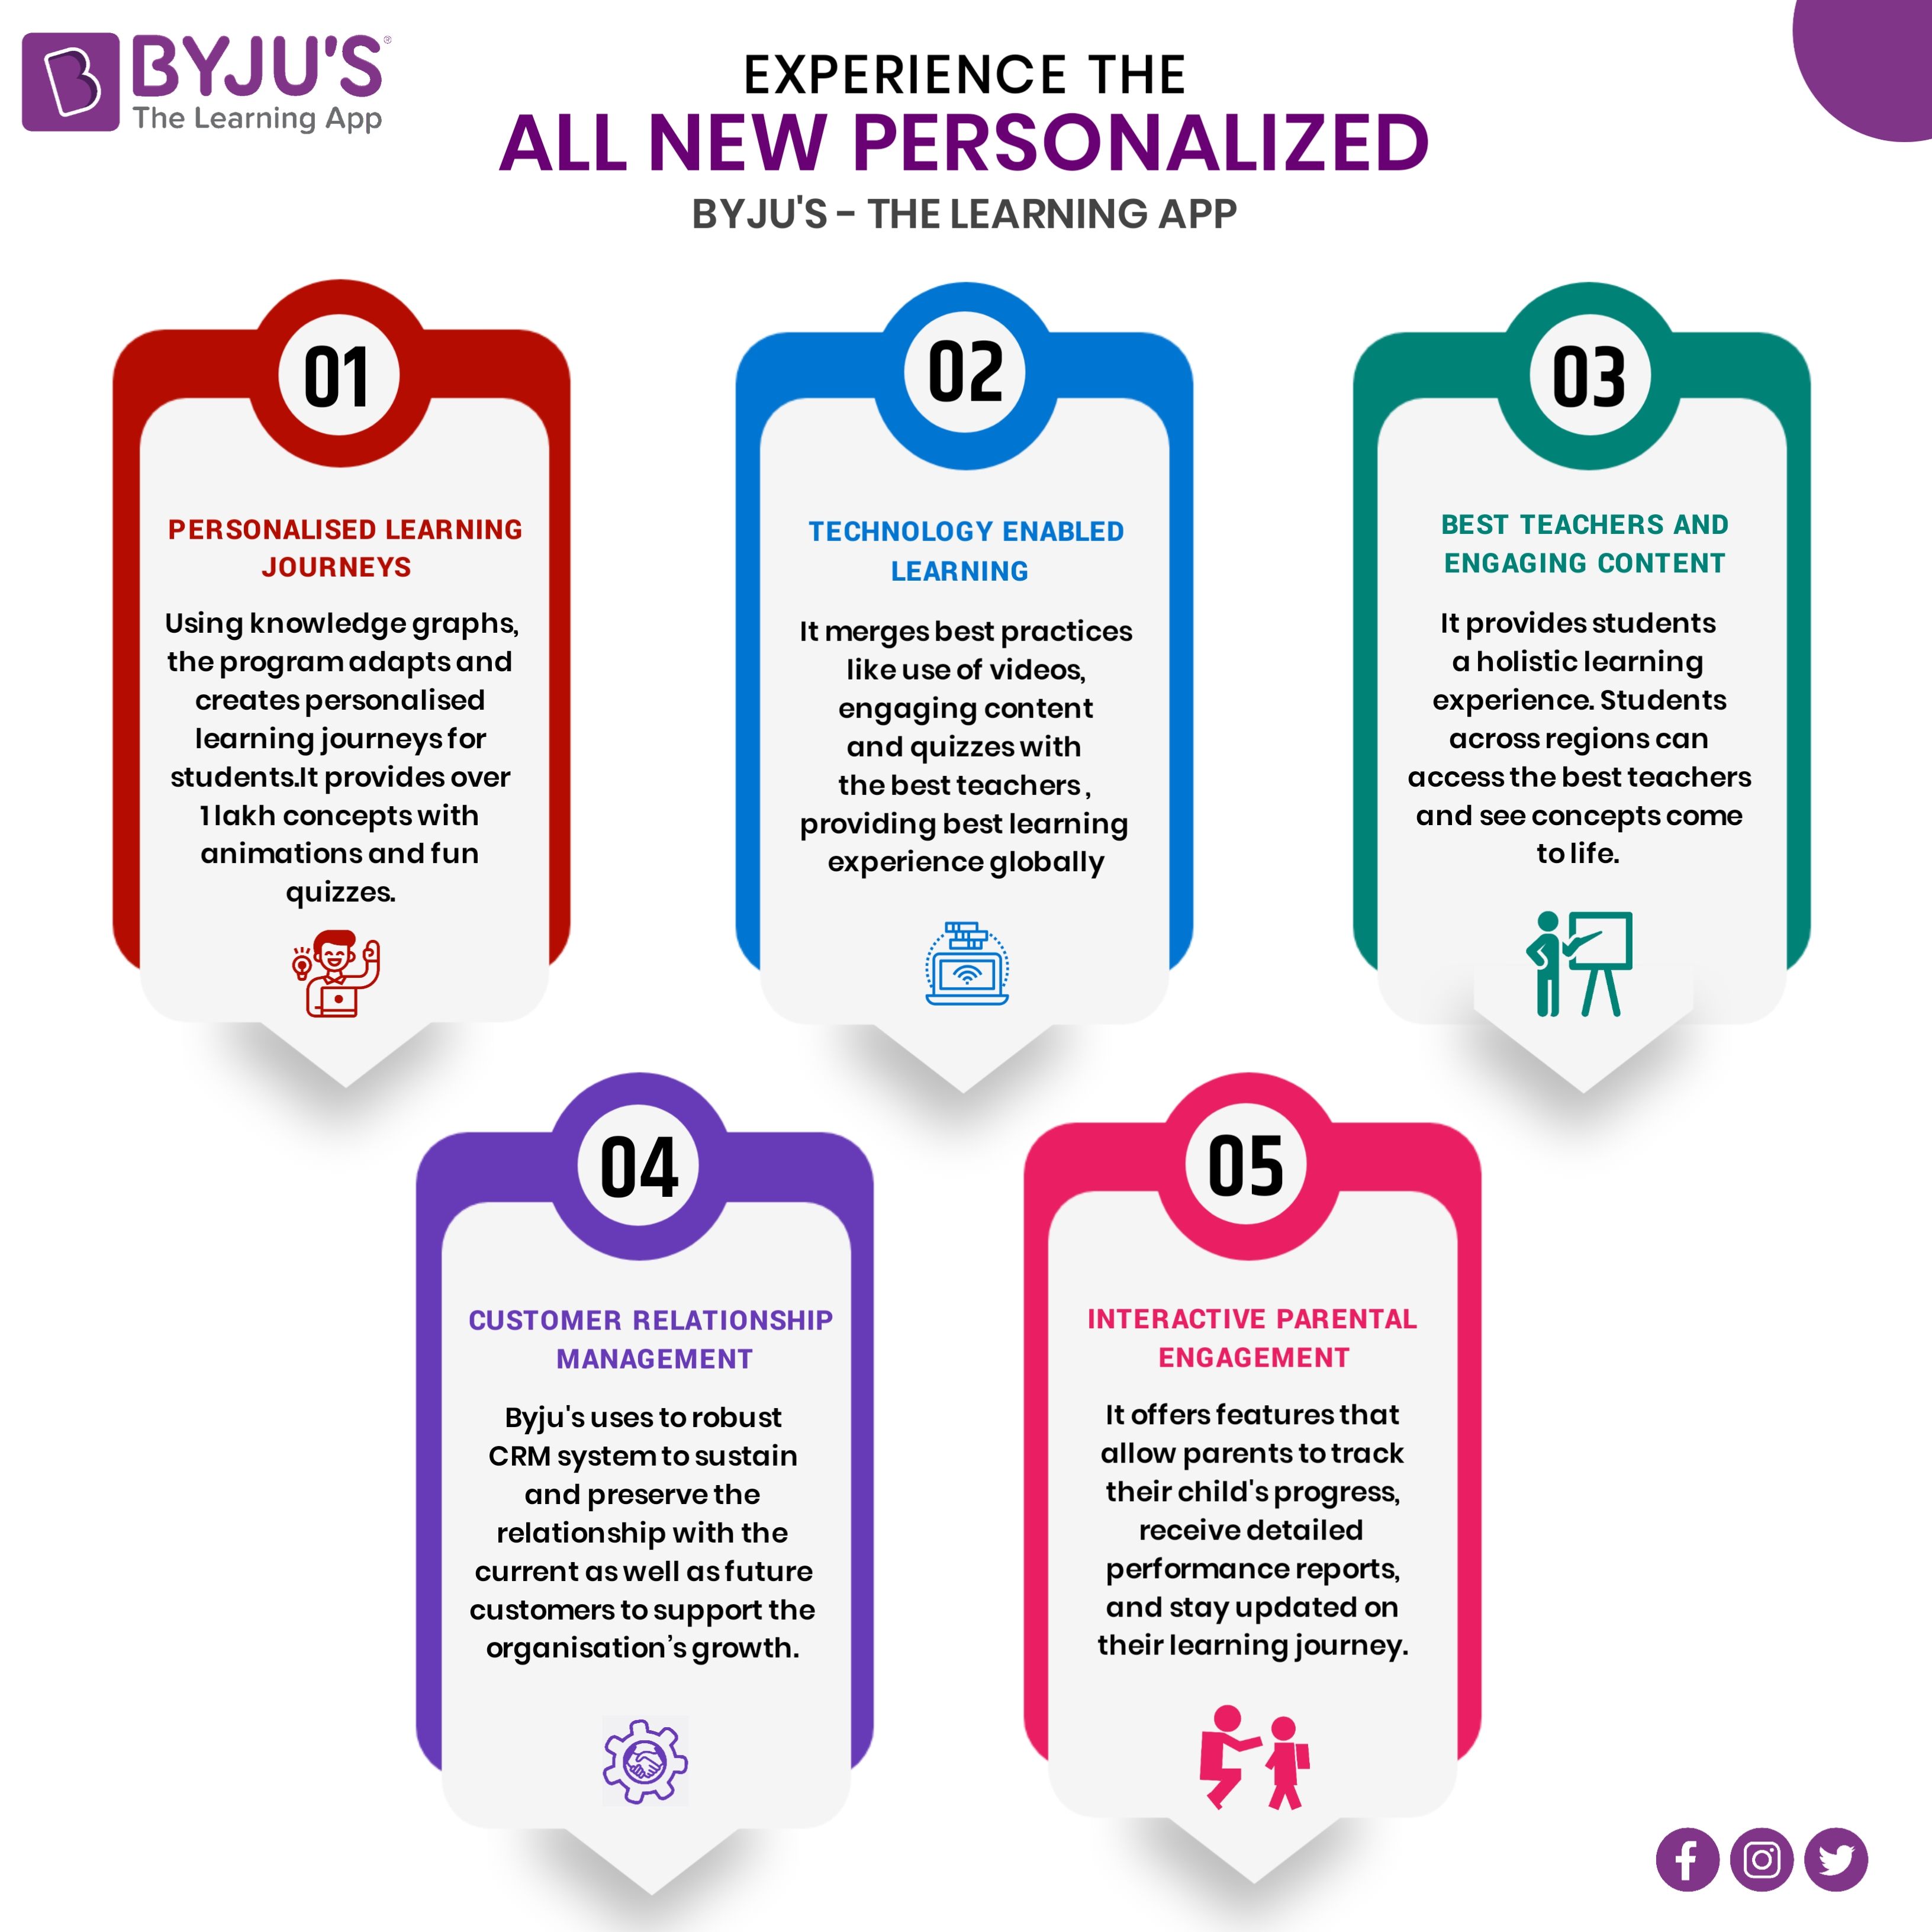 BYJU'S
The Learning App
EXPERIENCE THE
ALL NEW PERSONALIZED
BYJU'S - THE LEARNING APP
01
PERSONALISED LEARNING
JOURNEYS
Using knowledge graphs,
the program adapts and
creates personalised
learning journeys for
students.It provides over
1 lakh concepts with
animations and fun
quizzes.
02
TECHNOLOGY ENABLED
LEARNING
It merges best practices
like use of videos,
engaging content
and quizzes with
the best teachers ,
providing best learning
experience globally
03
BEST TEACHERS AND
ENGAGING CONTENT
It provides students
a holistic learning
experience. Students
across regions can
access the best teachers
and see concepts come
to life.
04
CUSTOMER RELATIONSHIP
MANAGEMENT
Byju's uses to robust
CRM system to sustain
and preserve the
relationship with the
current as well as future
customers to support the
organisation’s growth.
05
INTERACTIVE PARENTAL
ENGAGEMENT
It offers features that
allow parents to track
their child's progress,
receive detailed
performance reports,
and stay updated on
their learning journey.